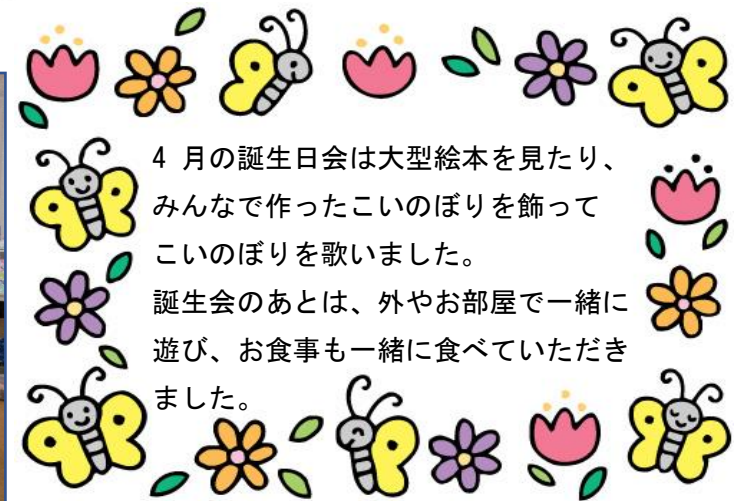 4 月の誕生日会は大型絵本を見たり、
みんなで作ったこいのぼりを飾って
こいのぼりを歌いました。
誕生会のあとは、外やお部屋で一緒に
遊び、お食事も一緒に食べていただき
ました。